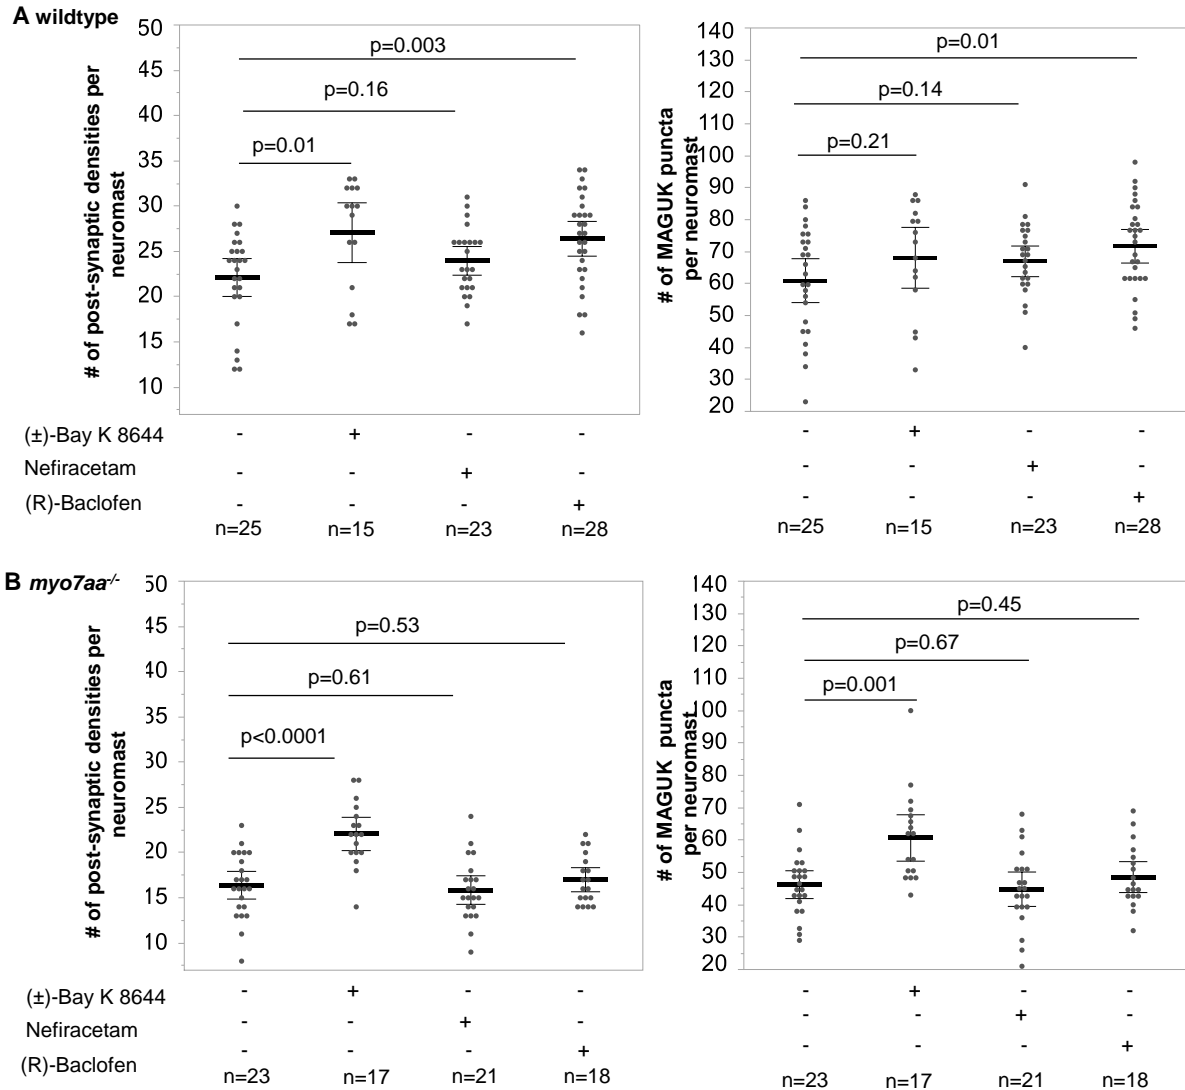 A wildtype
# of post-synaptic densities per
neuromast
50
45
40
35
30
25
20
15
10
p=0.003
p=0.16
p=0.01
# of MAGUK puncta
per neuromast
140
130
120
110
100
90
80
70
60
50
40
30
20
p=0.01
p=0.14
p=0.21
(±)-Bay K 8644 - + - - - + - -
Nefiracetam - - + - - - + -
(R)-Baclofen - - - + - - - +
n=25 n=15 n=23 n=28 n=25 n=15 n=23 n=28
B myo7aa-/-
# of post-synaptic densities per
neuromast
50
45
40
35
30
25
20
15
10
p=0.53
p=0.61
p<0.0001
# of MAGUK puncta
per neuromast
140
130
120
110
100
90
80
70
60
50
40
30
20
p=0.45
p=0.67
p=0.001
(±)-Bay K 8644 - + - - - + - -
Nefiracetam - - + - - - + -
(R)-Baclofen - - - + - - - +
n=23 n=17 n=21 n=18 n=23 n=17 n=21 n=18